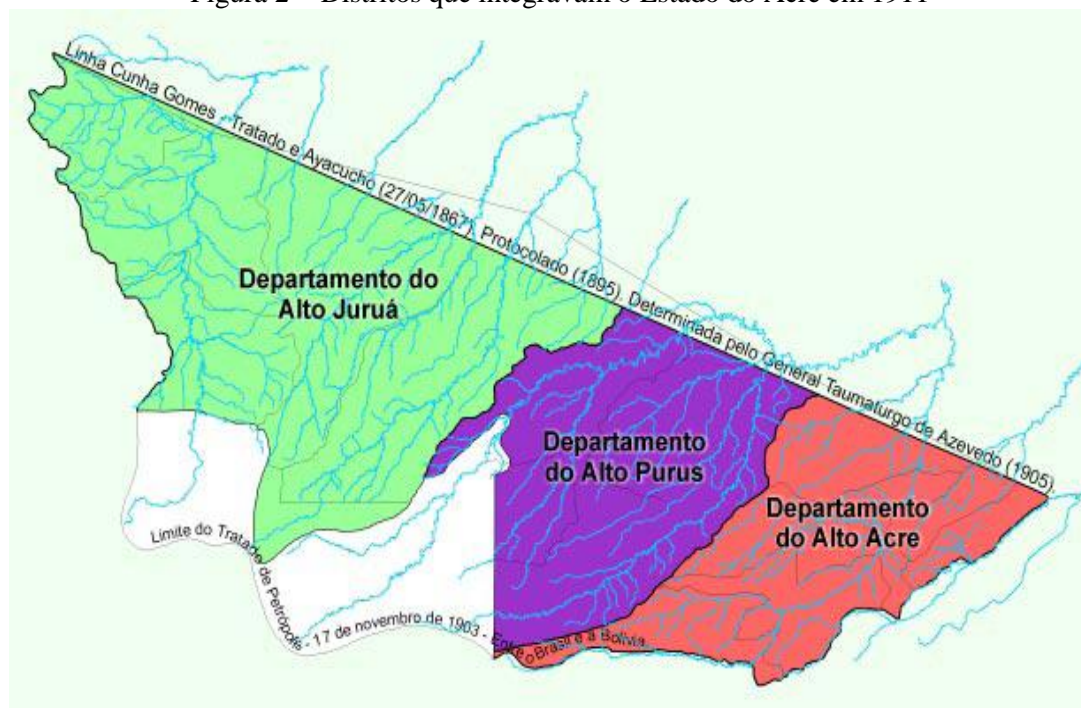 Figura 2 – Distritos que integravam o Estado do Acre em 1911
Linha Cunha Gomes - Tratado e Ayacucho (27/05/1867). Protocolado (1895). Determinada pelo General Taumaturgo de Azevedo (1905).
Departamento do
Alto Juruá
Departamento
do Alto Purus
Departamento
do Alto Acre
Limite do Tratado de Petrópolis - 17 de novembro de 1903 - Entre o Brasil e a Bolívia